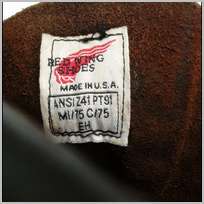 RED WING
SHOES
MADE IN U.S.A.
ANSI Z41 PT91
MI/75 C/75
EH